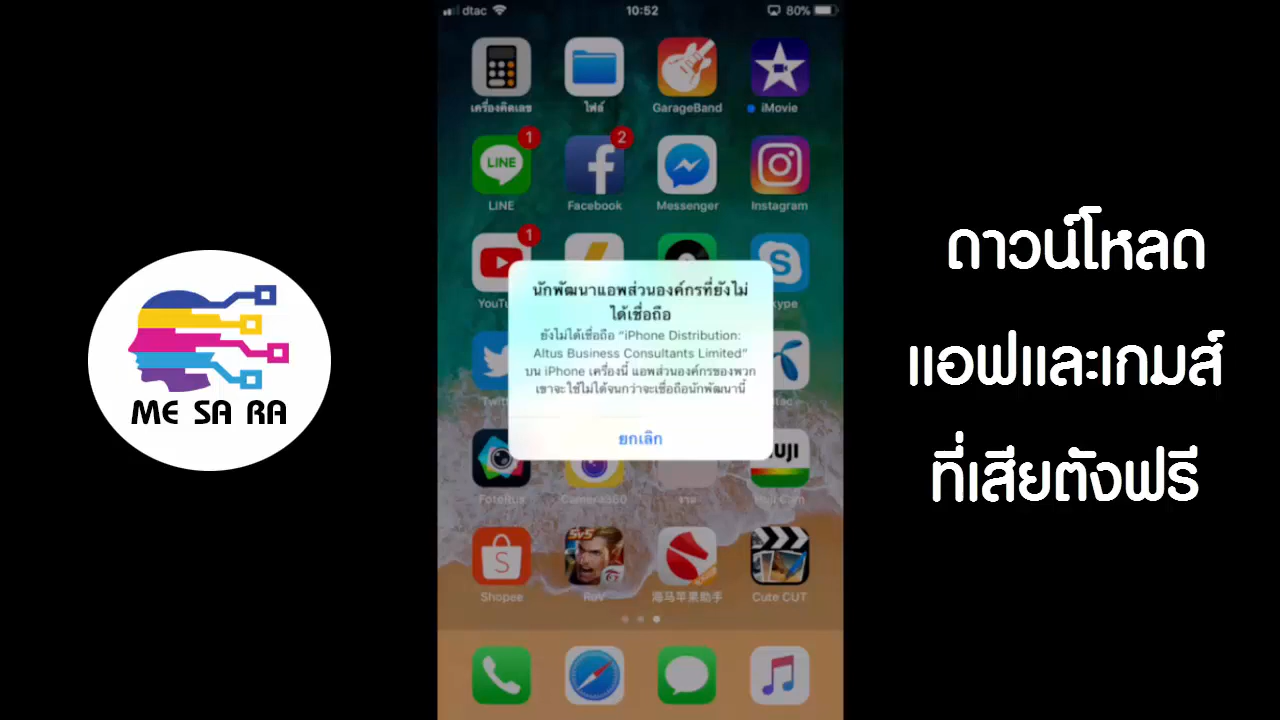 dtac 10:52 80%
เครื่องคิดเลข ไฟล์ GarageBand iMovie
1 2
LINE
LINE Facebook Messenger Instagram
1
นักพัฒนาแอพส่วนองค์กรที่ยังไม่
ได้เชื่อถือ
ยังไม่ได้เชื่อถือ "iPhone Distribution:
Altus Business Consultants Limited"
บน iPhone เครื่องนี้ แอพส่วนองค์กรของพวก
เขาจะใช้ไม่ได้จนกว่าจะเชื่อถือนักพัฒนานี้
ยกเลิก
FotoRus Camera360
5v5
Shopee RoV 海马苹果助手 Cute CUT
ME SA RA
ดาวน์โหลด
แอฟและเกมส์
ที่เสียตังฟรี